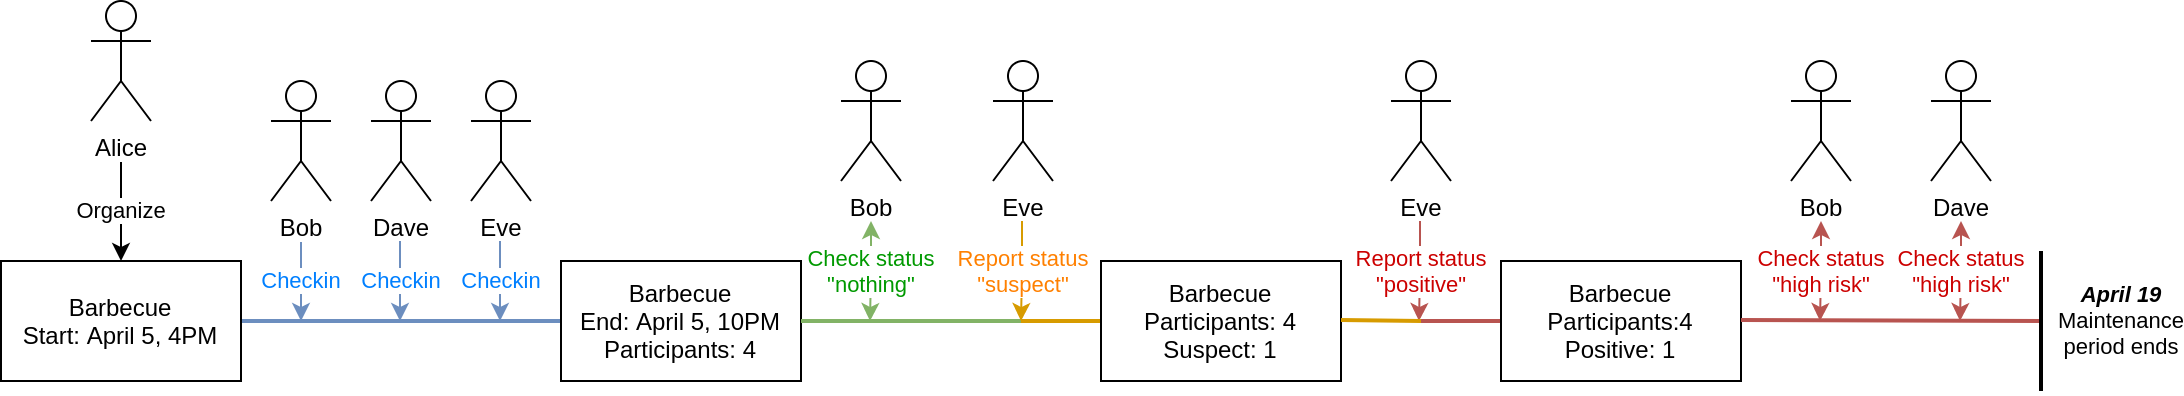 Alice
Organize
Barbecue
Start: April 5, 4PM
Bob
Checkin
Dave
Checkin
Eve
Checkin
Barbecue
End: April 5, 10PM
Participants: 4
Bob
Check status
"nothing"
Eve
Report status
"suspect"
Barbecue
Participants: 4
Suspect: 1
Eve
Report status
"positive"
Barbecue
Participants:4
Positive: 1
Bob
Check status
"high risk"
Dave
Check status
"high risk"
April 19
Maintenance
period ends